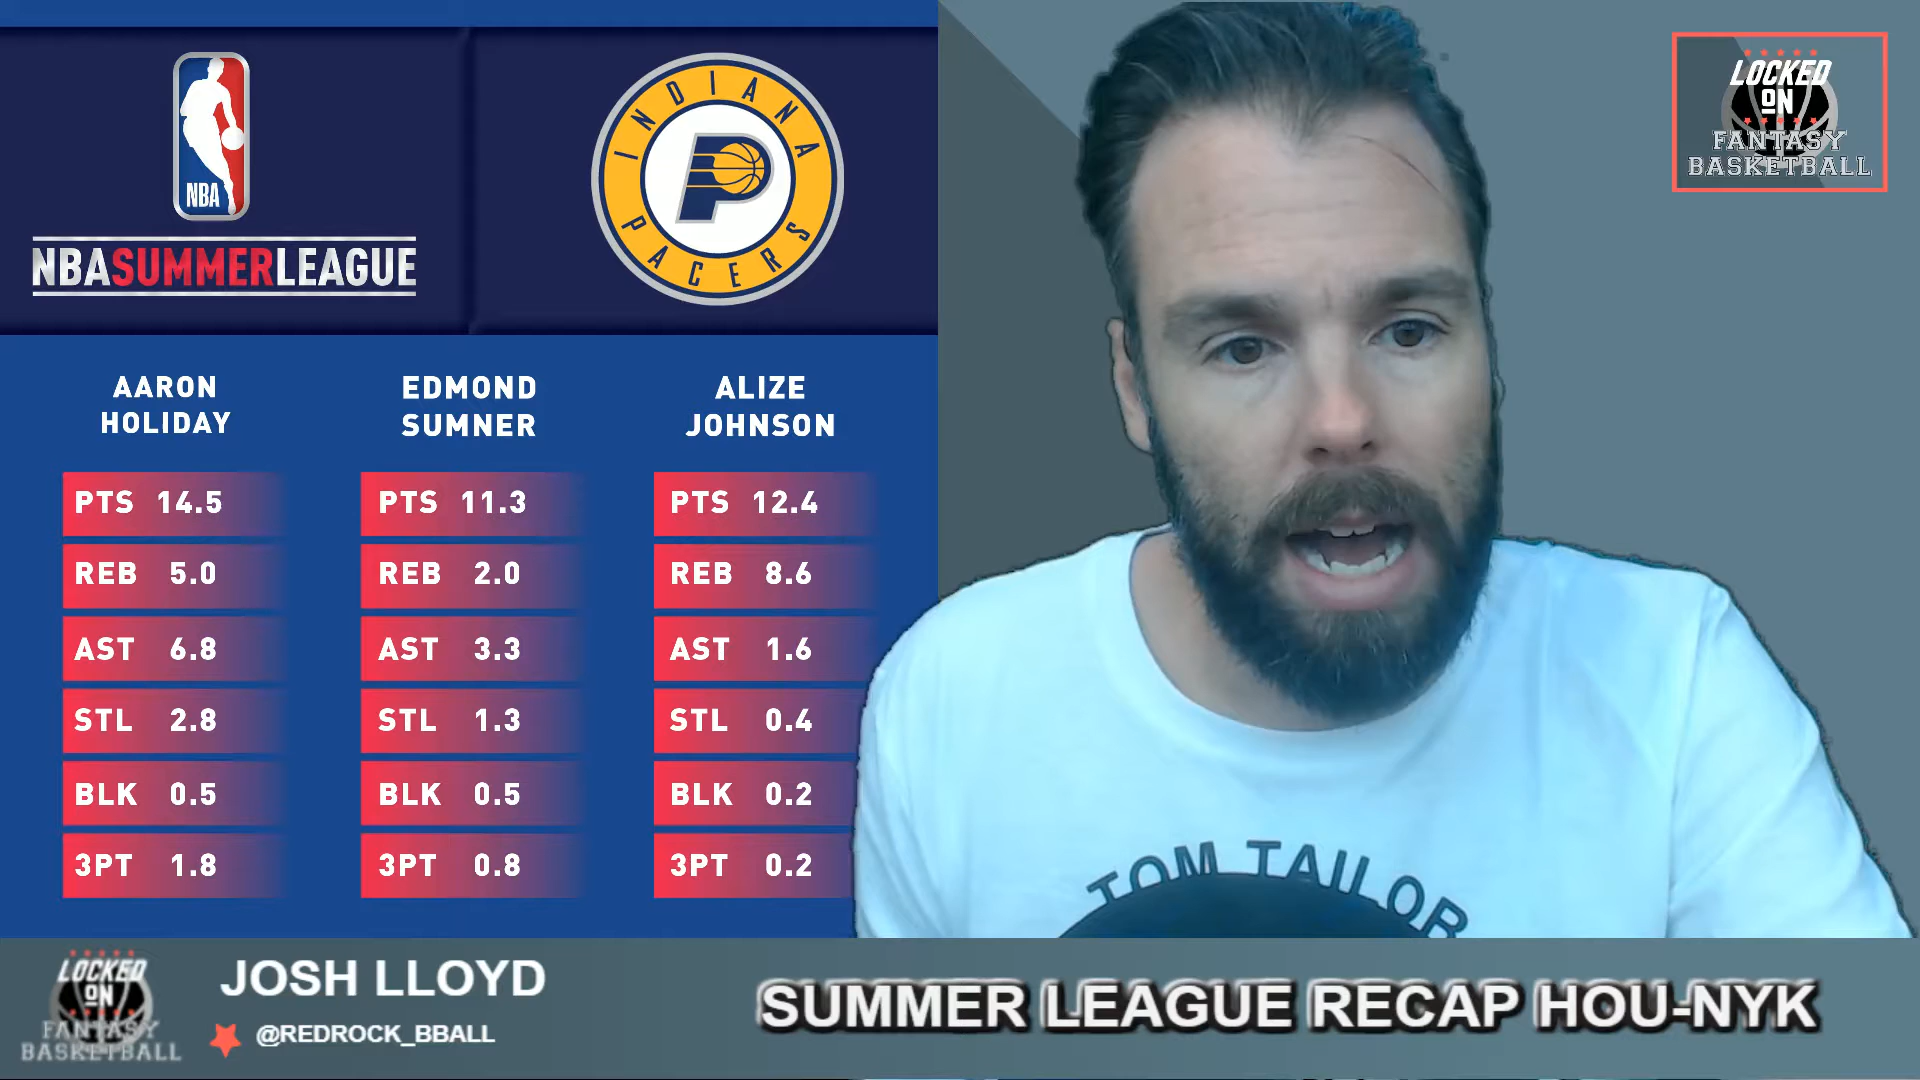 NBA
NBASUMMERLEAGUE
INDIANA
PACERS
AARON
HOLIDAY
PTS 14.5
REB 5.0
AST 6.8
STL 2.8
BLK 0.5
3PT 1.8
EDMOND
SUMNER
PTS 11.3
REB 2.0
AST 3.3
STL 1.3
BLK 0.5
3PT 0.8
ALIZE
JOHNSON
PTS 12.4
REB 8.6
AST 1.6
STL 0.4
BLK 0.2
3PT 0.2
LOCKED
ON
FANTASY
BASKETBALL
TOM TAILOR
LOCKED
ON
FANTASY
BASKETBALL
JOSH LLOYD
@REDROCK_BBALL
SUMMER LEAGUE RECAP HOU-NYK